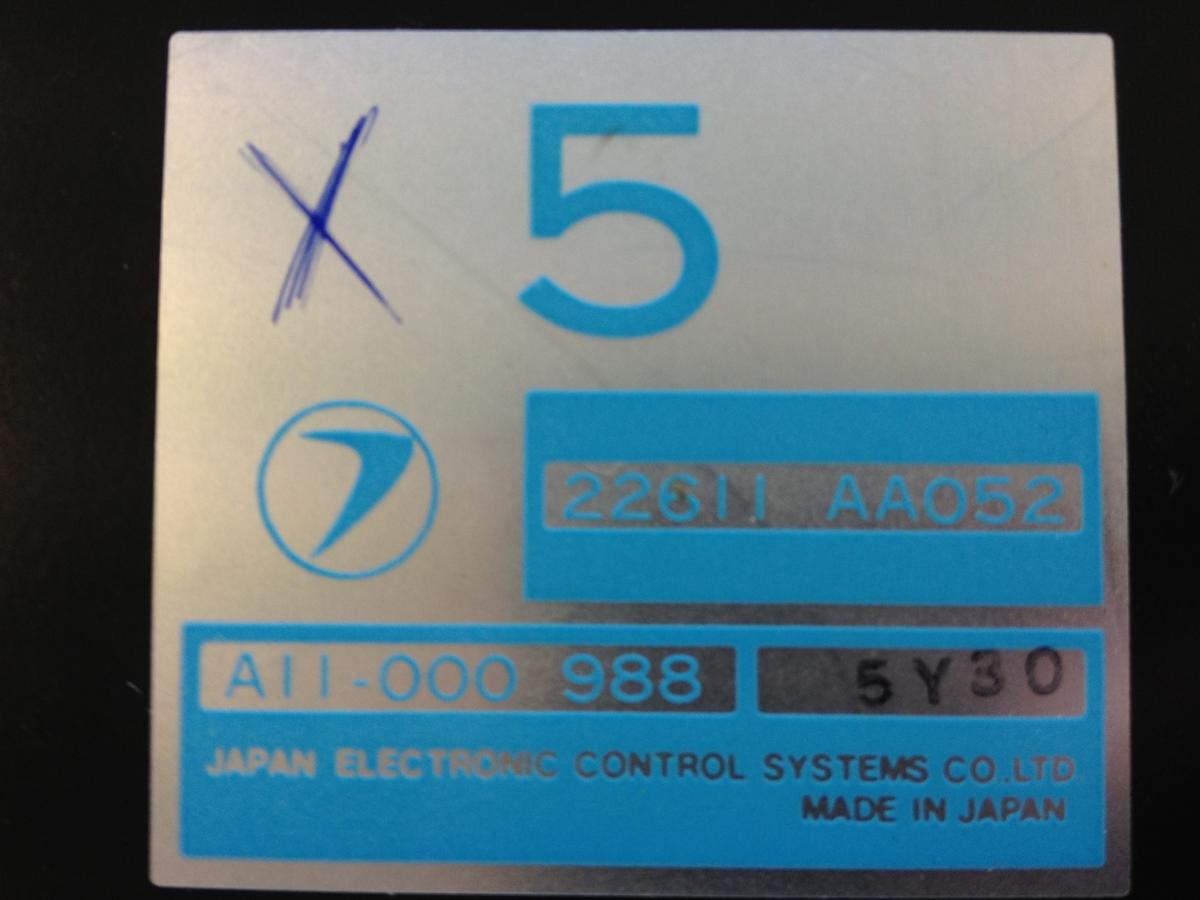 X 5
22611 AA052
A11-000 988 5Y30
JAPAN ELECTRONIC CONTROL SYSTEMS CO.,LTD
MADE IN JAPAN